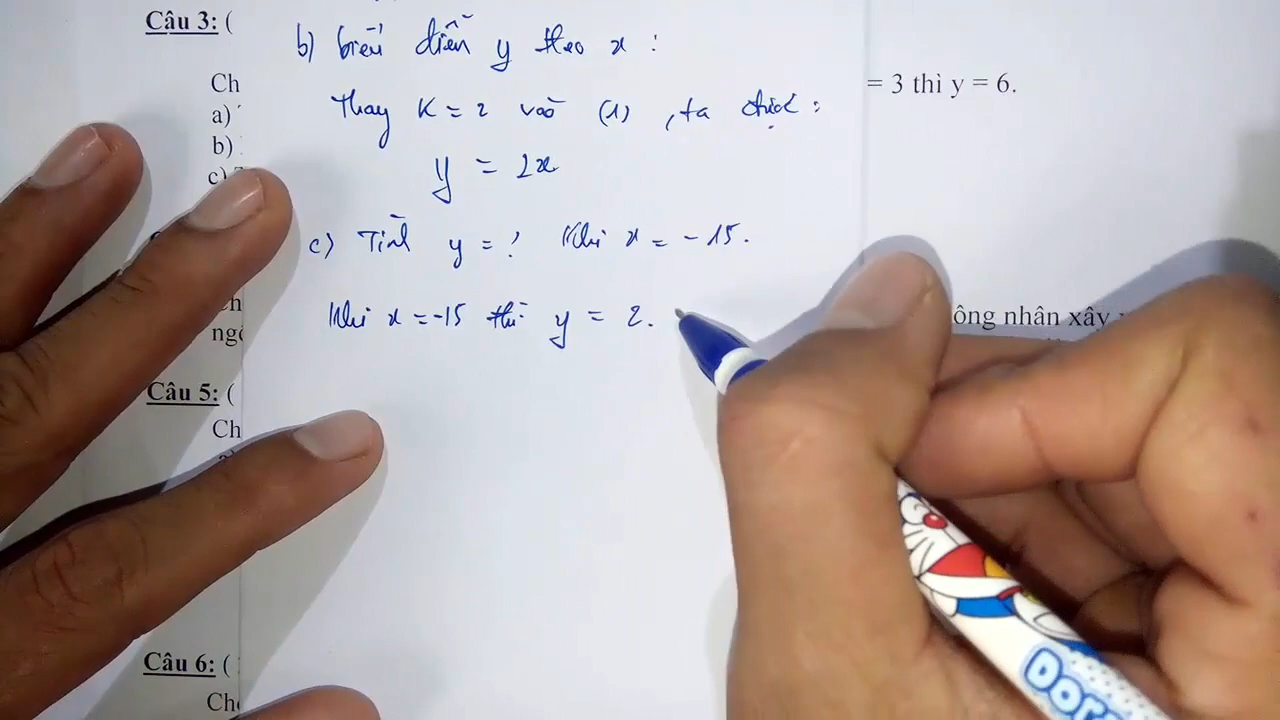 Câu 3: (
b) biểu diễn y theo x :
Ch
= 3 thì y = 6.
a)
Thay K = 2 vào (1) , ta được :
b)
y = 2x
c)
c) Tính y = ? Khi x = -15.
Khi x = -15 thì y = 2.
ông nhân xây
Câu 5: (
Ch
Câu 6: (
Ch